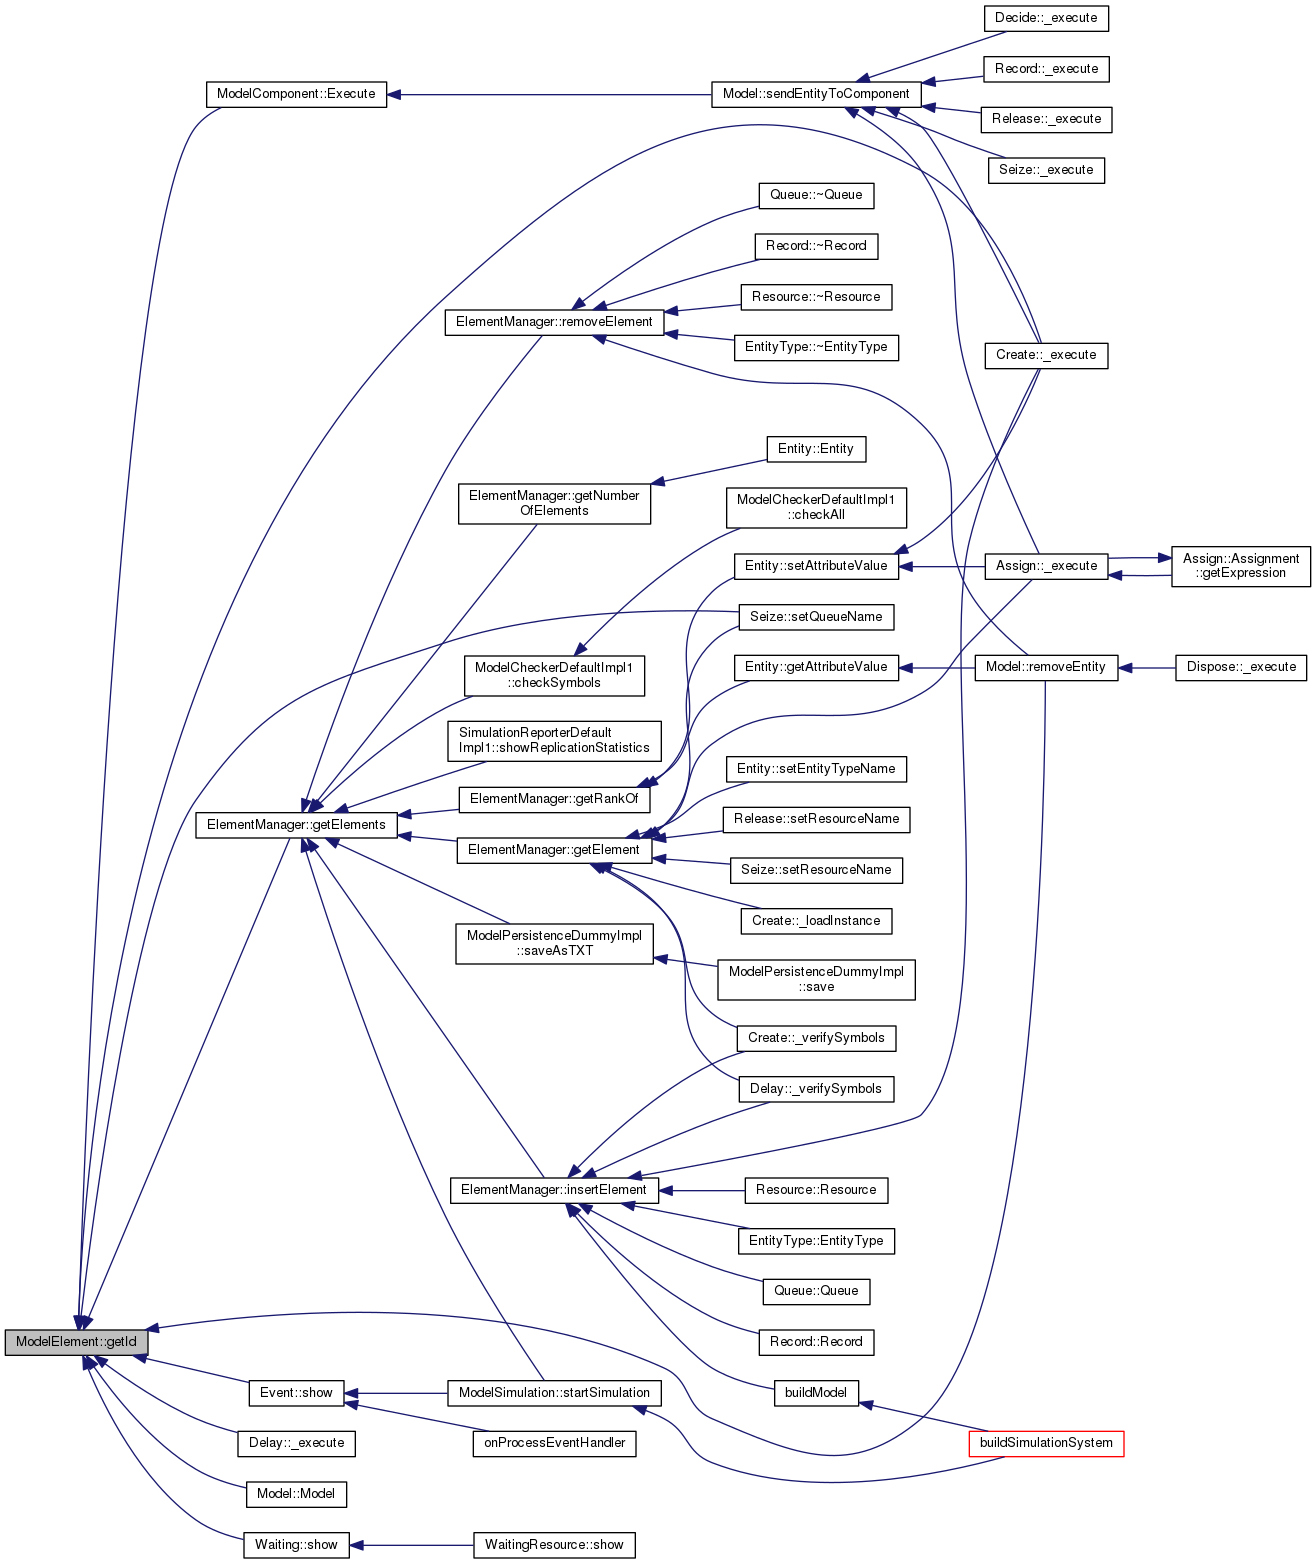 Decide::_execute
Record::_execute
ModelComponent::Execute
Model::sendEntityToComponent
Release::_execute
Seize::_execute
Queue::~Queue
Record::~Record
Resource::~Resource
ElementManager::removeElement
EntityType::~EntityType
Create::_execute
Entity::Entity
ElementManager::getNumber
OfElements
ModelCheckerDefaultImpl1
::checkAll
Entity::setAttributeValue
Assign::_execute
Assign::Assignment
::getExpression
Seize::setQueueName
ModelCheckerDefaultImpl1
::checkSymbols
Entity::getAttributeValue
Model::removeEntity
Dispose::_execute
SimulationReporterDefault
Impl1::showReplicationStatistics
Entity::setEntityTypeName
ElementManager::getRankOf
Release::setResourceName
ElementManager::getElements
ElementManager::getElement
Seize::setResourceName
Create::_loadInstance
ModelPersistenceDummyImpl
::saveAsTXT
ModelPersistenceDummyImpl
::save
Create::_verifySymbols
Delay::_verifySymbols
ElementManager::insertElement
Resource::Resource
EntityType::EntityType
Queue::Queue
ModelElement::getId
Record::Record
Event::show
ModelSimulation::startSimulation
buildModel
Delay::_execute
onProcessEventHandler
buildSimulationSystem
Model::Model
Waiting::show
WaitingResource::show